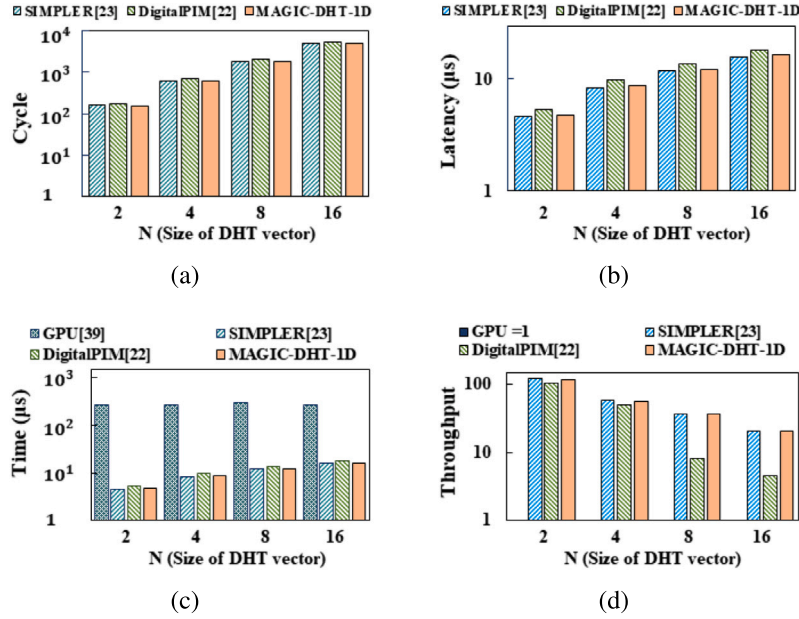 SIMPLER[23] DigitalPIM[22] MAGIC-DHT-1D
10⁴
10³
10²
10¹
1
Cycle
2 4 8 16
N (Size of DHT vector)
(a)
SIMPLER[23] DigitalPIM[22] MAGIC-DHT-1D
10
1
Latency (µs)
2 4 8 16
N (Size of DHT vector)
(b)
GPU[39] SIMPLER[23]
DigitalPIM[22] MAGIC-DHT-1D
10³
10²
10¹
1
Time (µs)
2 4 8 16
N (Size of DHT vector)
(c)
GPU =1 SIMPLER[23]
DigitalPIM[22] MAGIC-DHT-1D
100
10
1
Throughput
2 4 8 16
N (Size of DHT vector)
(d)